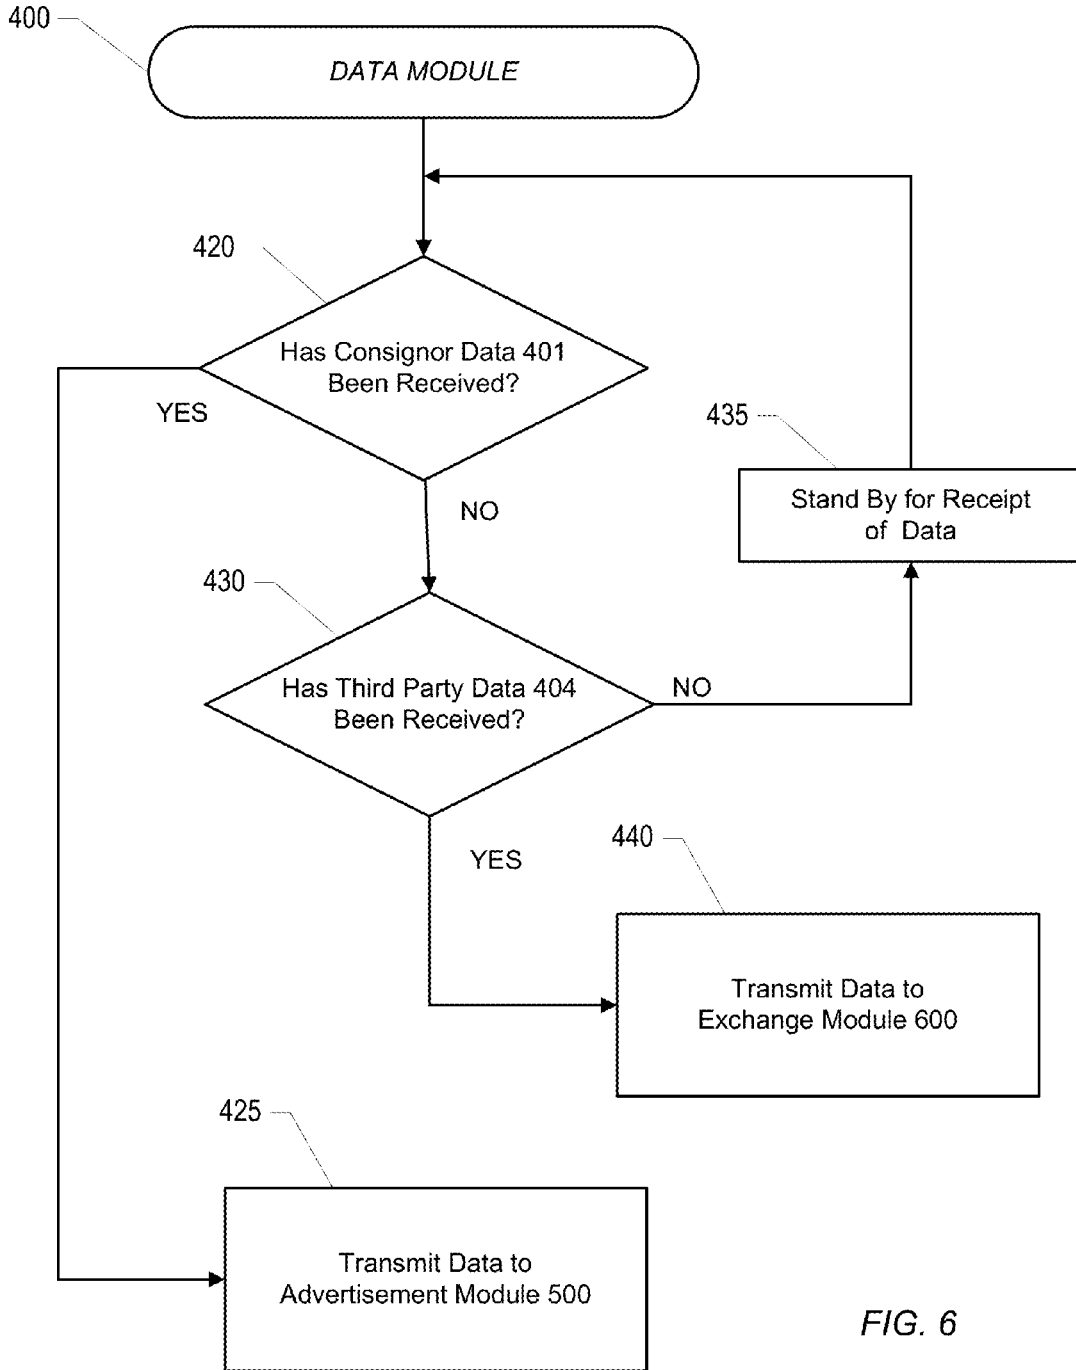 400
DATA MODULE
420
Has Consignor Data 401
Been Received?
YES
435
NO
Stand By for Receipt
of Data
430
Has Third Party Data 404
Been Received?
NO
440
YES
Transmit Data to
Exchange Module 600
425
Transmit Data to
Advertisement Module 500
FIG. 6